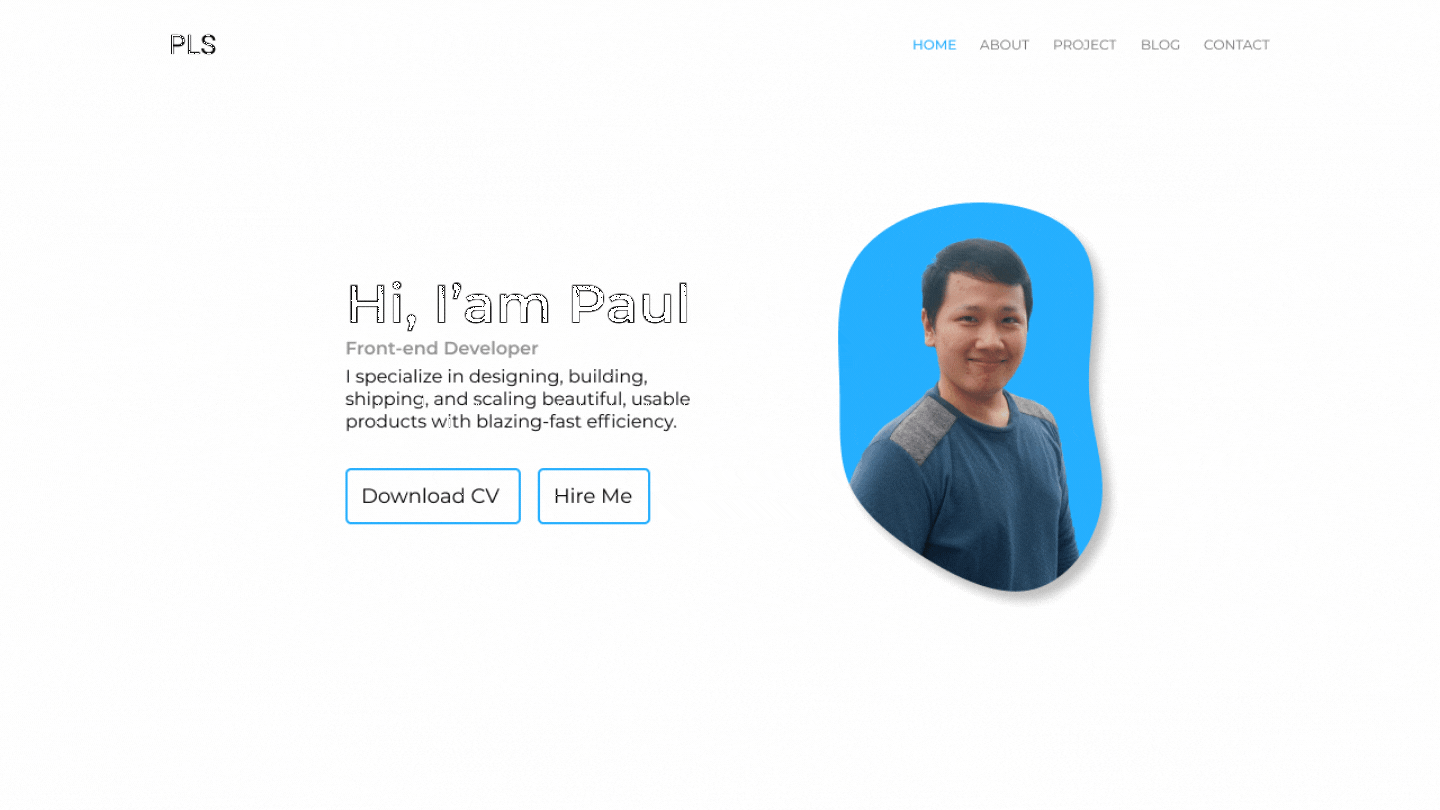 PLS
HOME ABOUT PROJECT BLOG CONTACT
Hi, I'am Paul
Front-end Developer
I specialize in designing, building,
shipping, and scaling beautiful, usable
products with blazing-fast efficiency.
Download CV
Hire Me